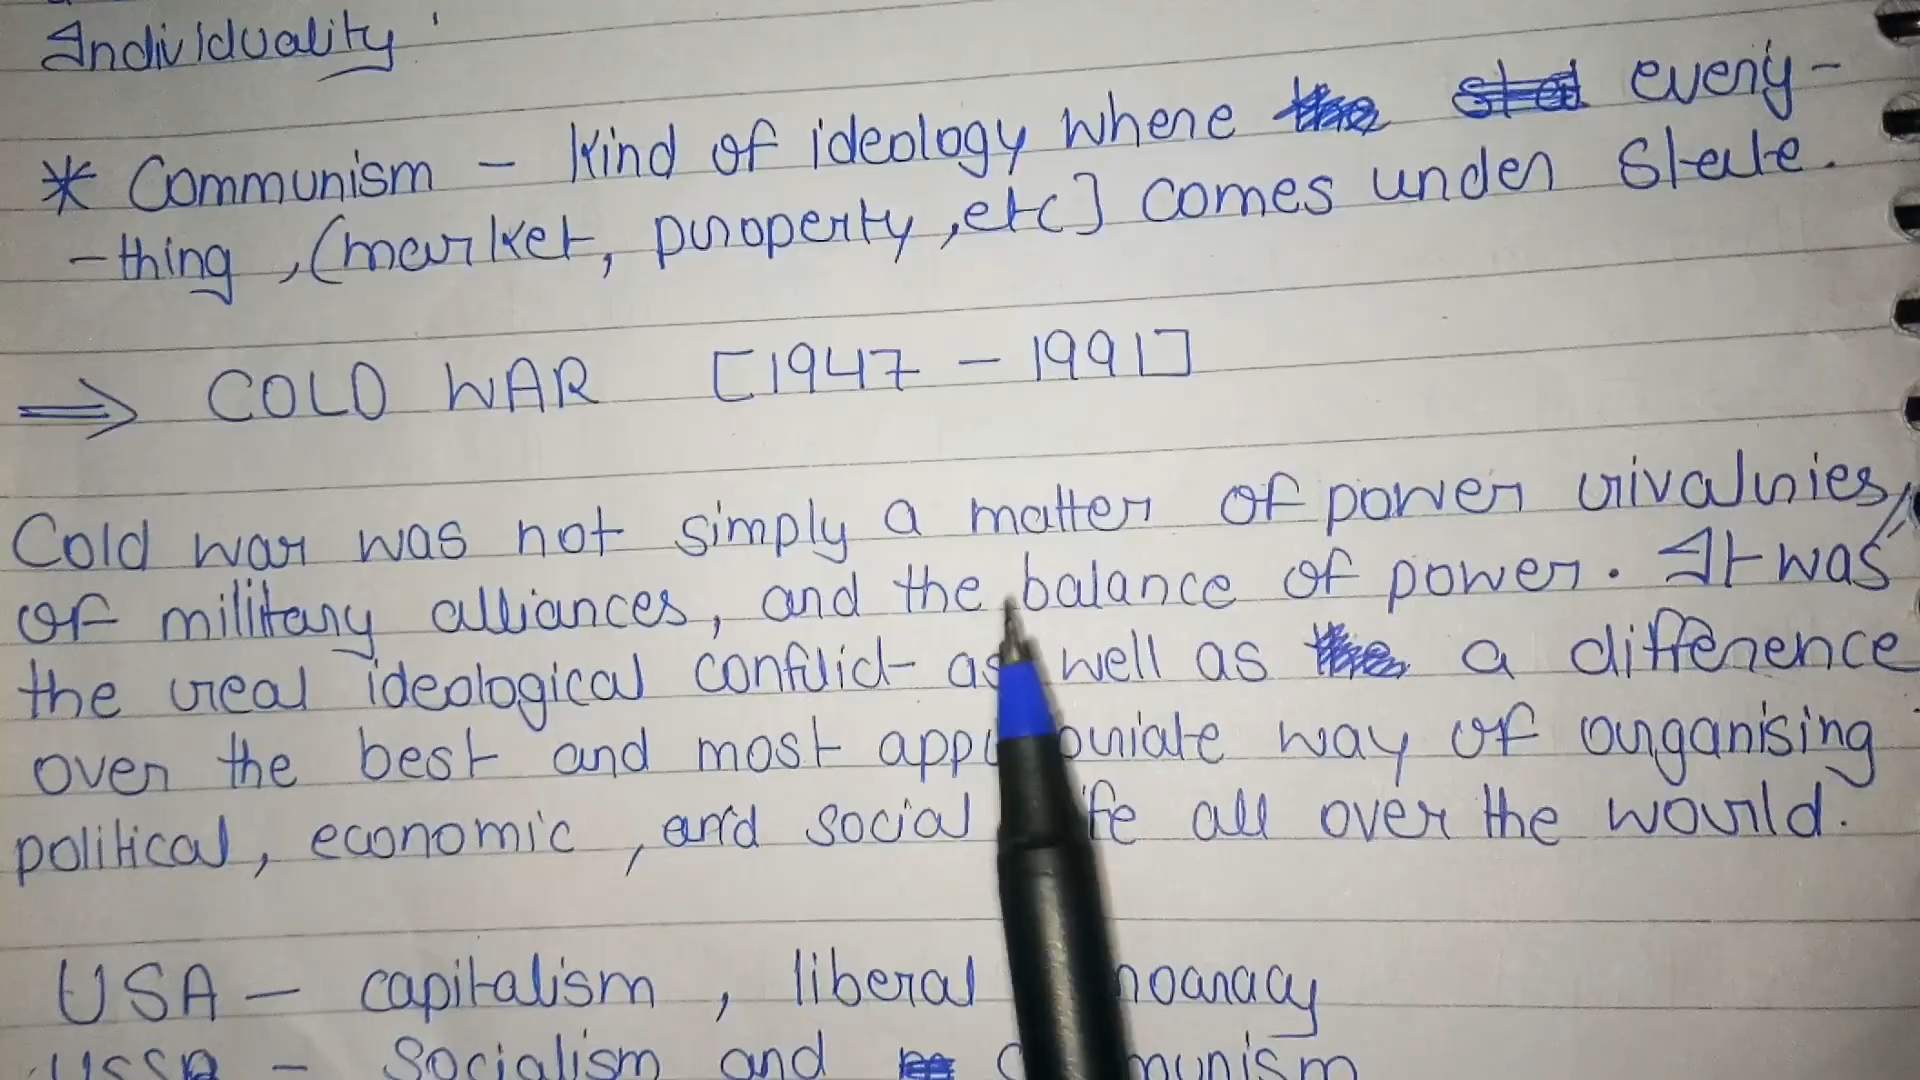 Individuality
* Communism - Kind of ideology where every-
-thing, (market, property, etc] comes under State.
⇒ COLD WAR [1947 - 1991]
Cold war was not simply a matter of power rivalries,
of military alliances, and the balance of power. It was
the real ideological conflict as well as a difference
over the best and most appropriate way of organising
political, economic, and social life all over the world.
USA - capitalism, liberal
USSR - Socialism and communism